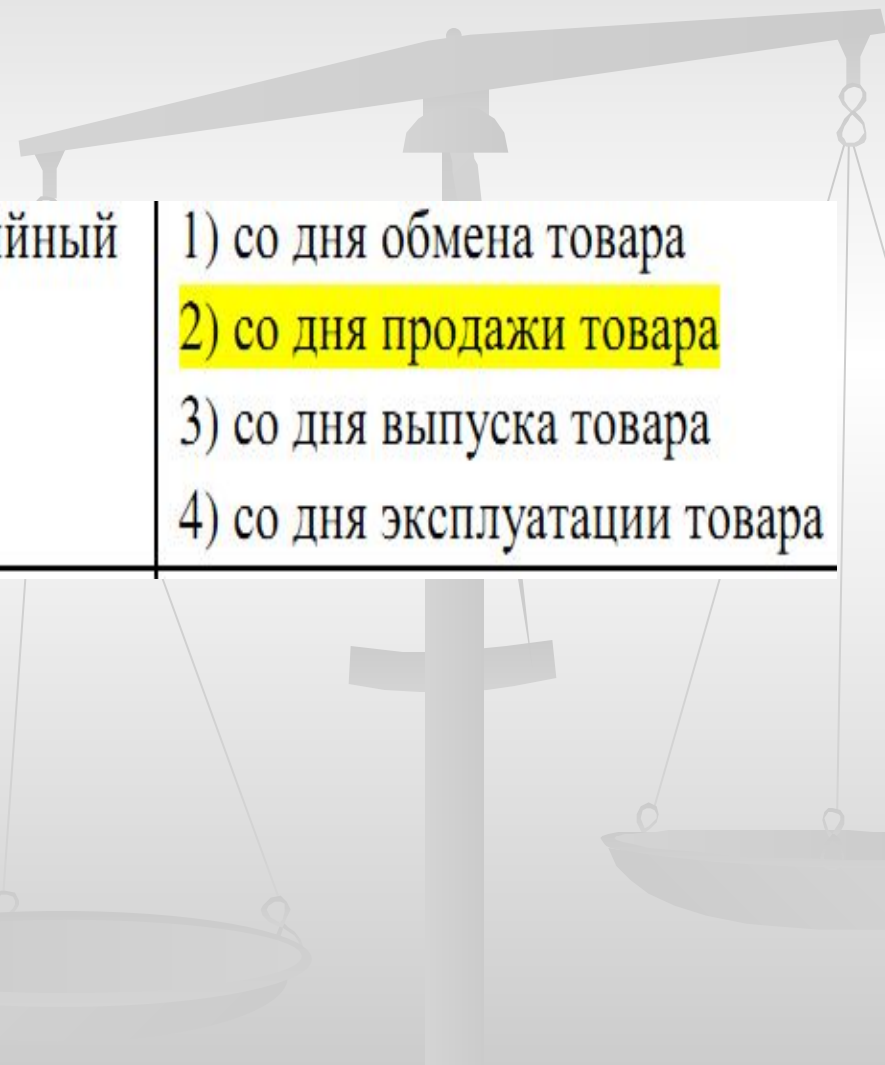 1) со дня обмена товара
2) со дня продажи товара
3) со дня выпуска товара
4) со дня эксплуатации товара